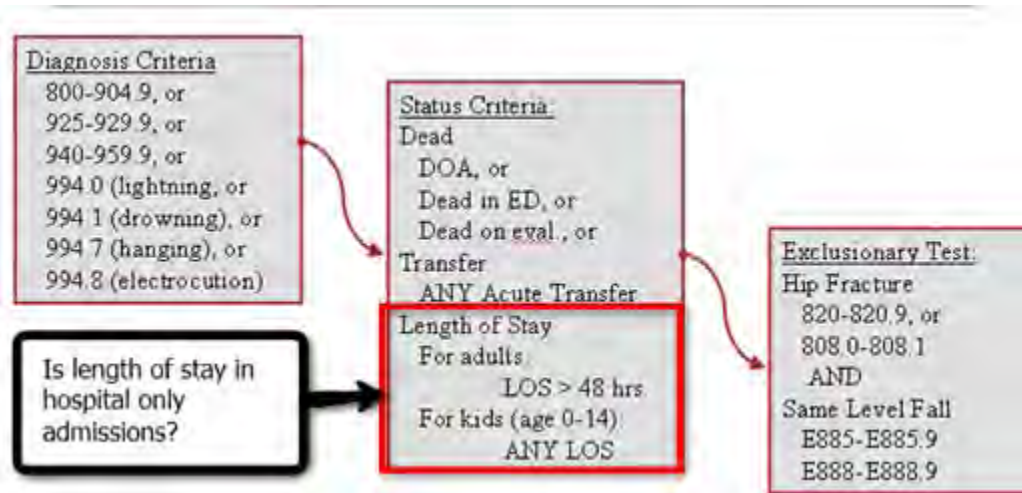 Diagnosis Criteria
800-904.9, or
925-929.9, or
940-959.9, or
994.0 (lightning, or
994.1 (drowning), or
994.7 (hanging), or
994.8 (electrocution)
Status Criteria:
Dead
DOA, or
Dead in ED, or
Dead on eval., or
Transfer
ANY Acute Transfer
Length of Stay
For adults
LOS > 48 hrs
For kids (age 0-14)
ANY LOS
Is length of stay in
hospital only
admissions?
Exclusionary Test:
Hip Fracture
820-820.9, or
808.0-808.1
AND
Same Level Fall
E885-E885.9
E888-E888.9